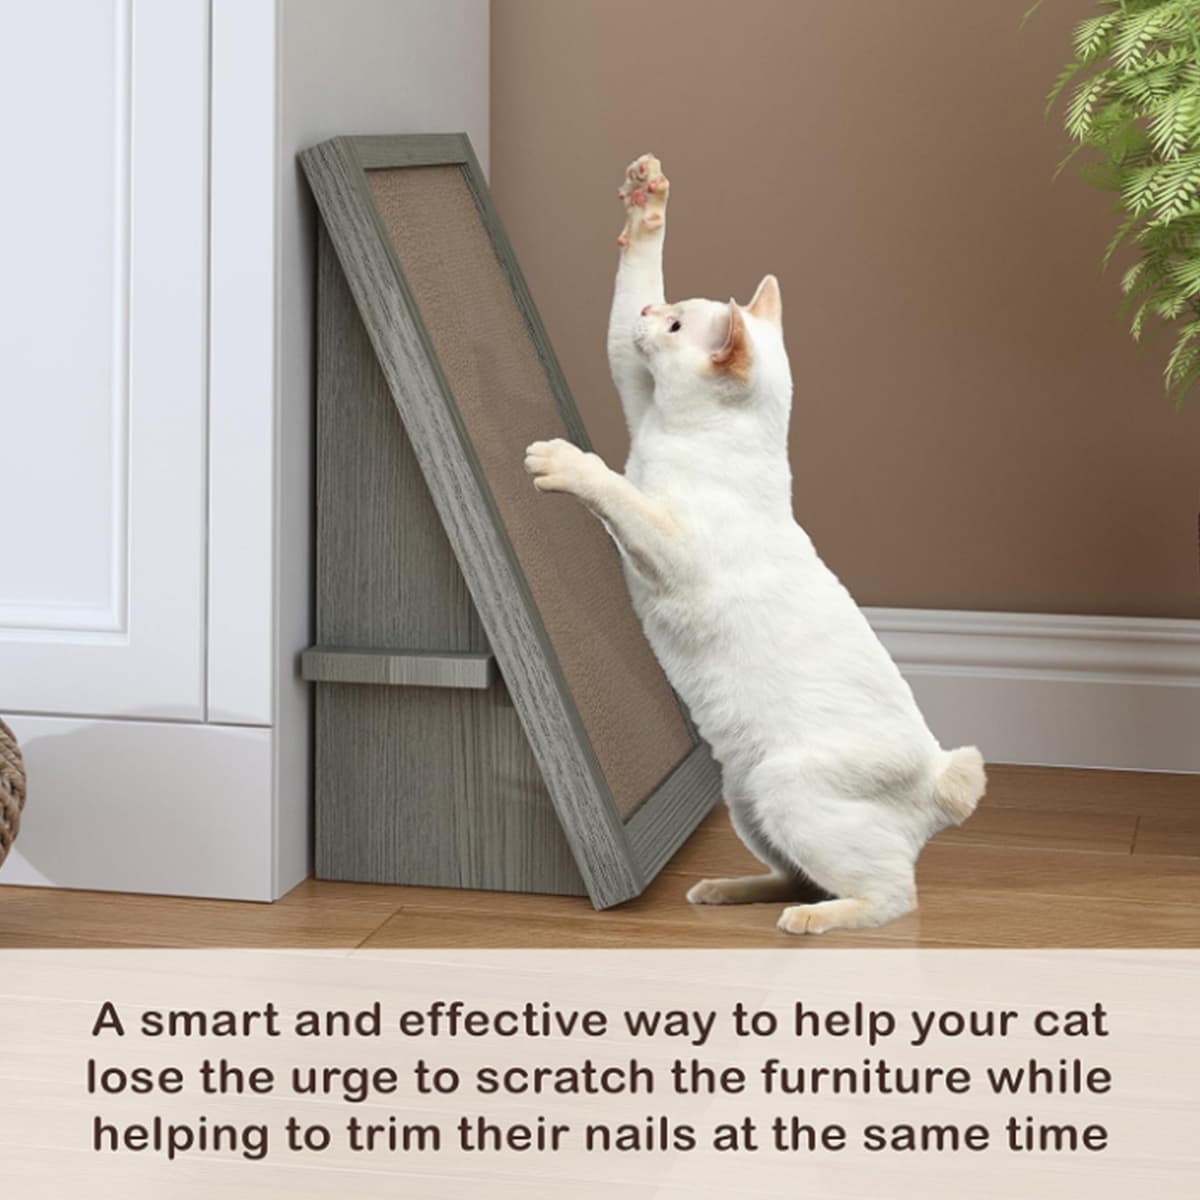 A smart and effective way to help your cat
lose the urge to scratch the furniture while
helping to trim their nails at the same time